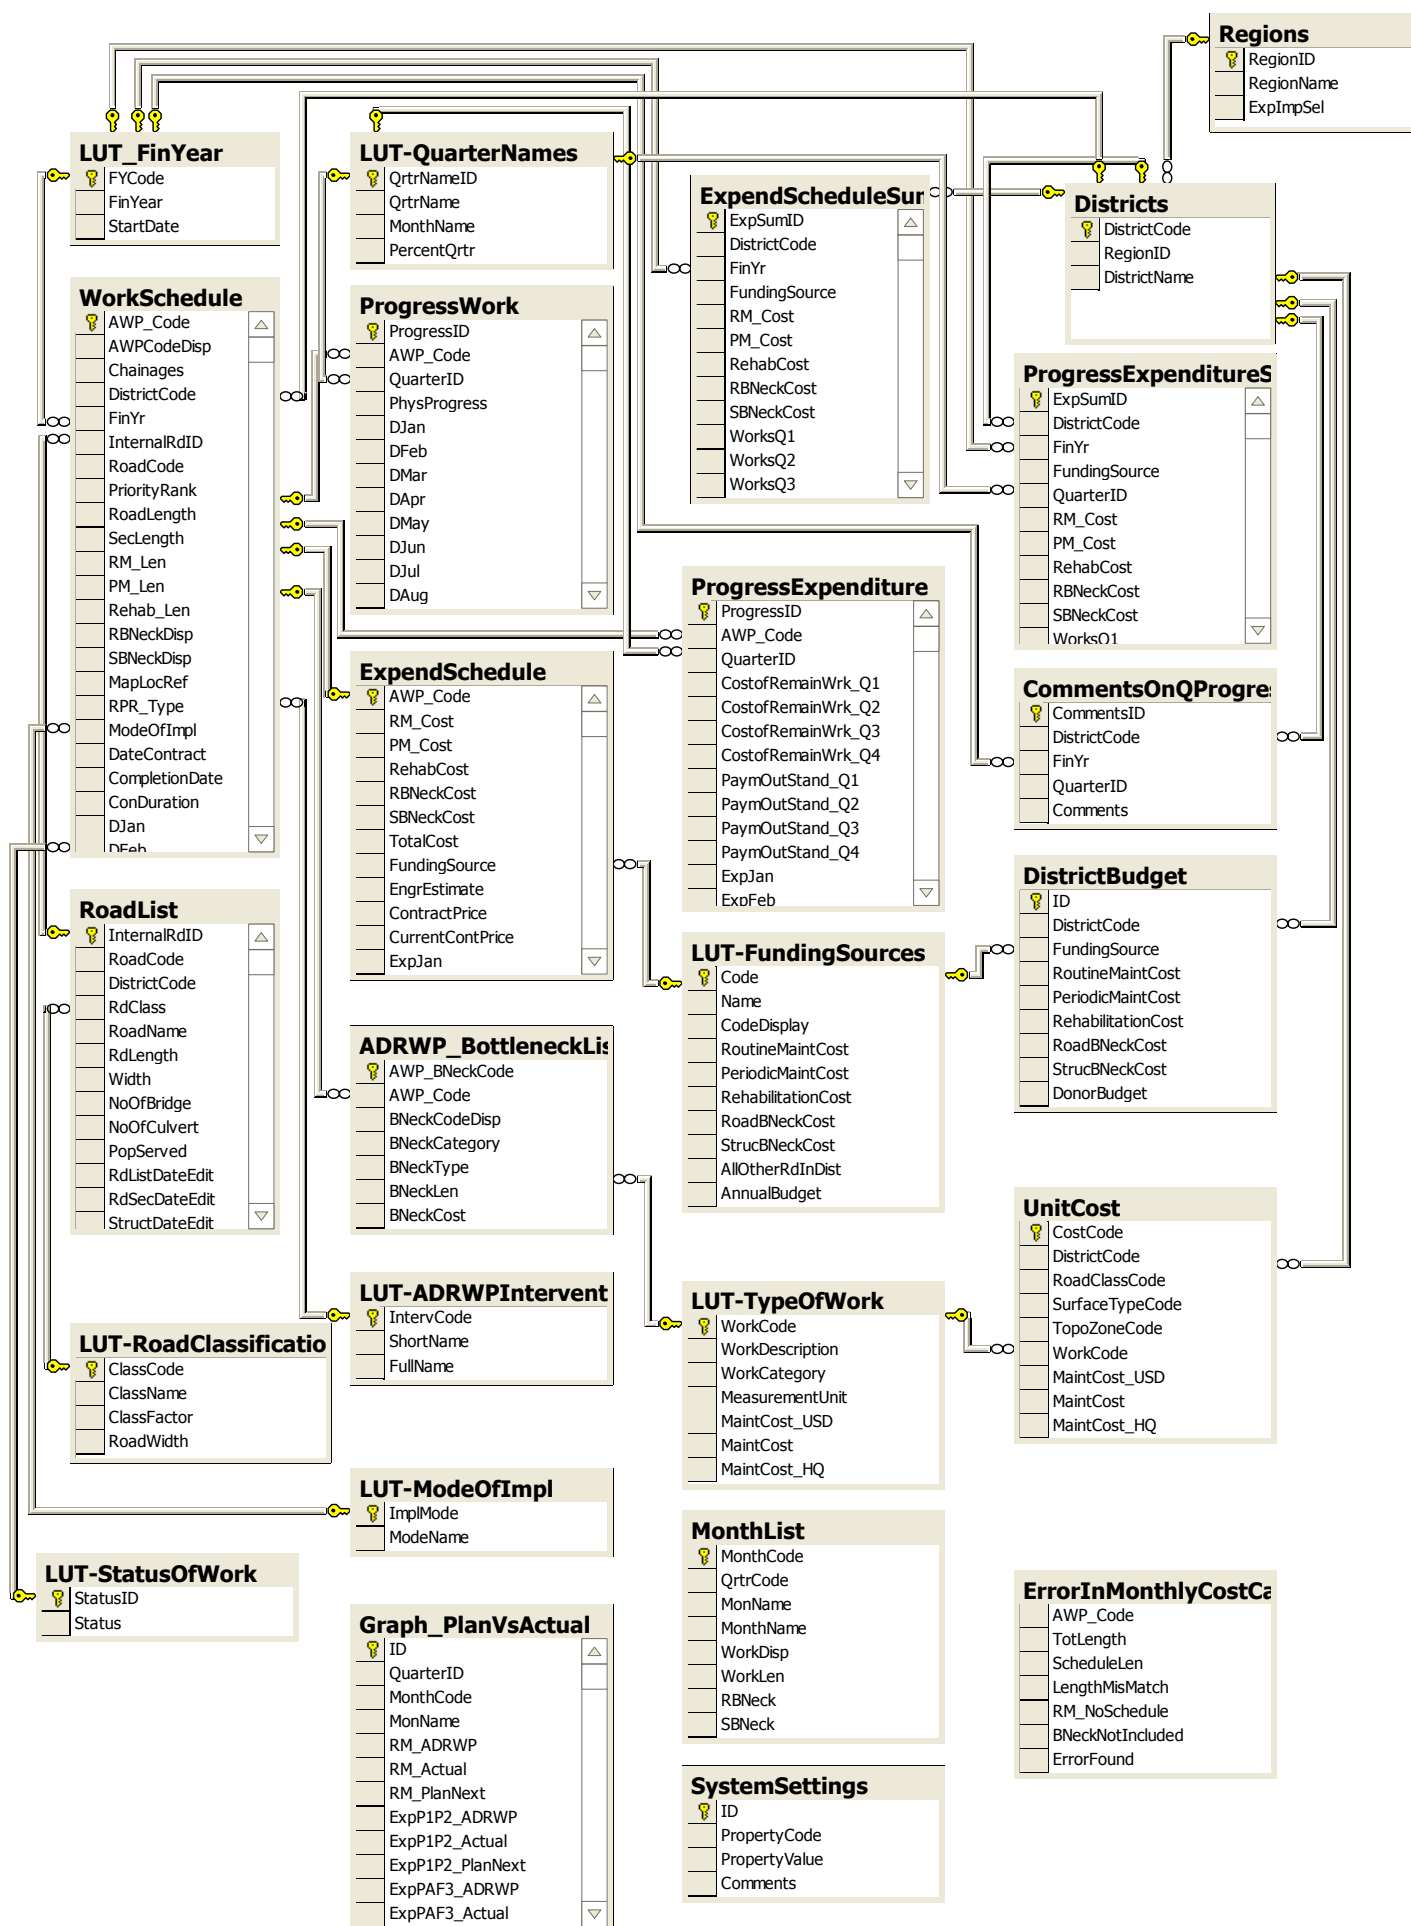 Regions
RegionID
RegionName
ExpImpSel
LUT_FinYear
FYCode
FinYear
StartDate
LUT-QuarterNames
QrtrNameID
QrtrName
MonthName
PercentQrtr
ExpendScheduleSum
ExpSumID
DistrictCode
FinYr
FundingSource
RM_Cost
PM_Cost
RehabCost
RBNeckCost
SBNeckCost
WorksQ1
WorksQ2
WorksQ3
Districts
DistrictCode
RegionID
DistrictName
WorkSchedule
AWP_Code
AWPCodeDisp
Chainages
DistrictCode
FinYr
InternalRdID
RoadCode
PriorityRank
RoadLength
SecLength
RM_Len
PM_Len
Rehab_Len
RBNeckDisp
SBNeckDisp
MapLocRef
RPR_Type
ModeOfImpl
DateContract
CompletionDate
ConDuration
DJan
DFeb
ProgressWork
ProgressID
AWP_Code
QuarterID
PhysProgress
DJan
DFeb
DMar
DApr
DMay
DJun
DJul
DAug
ProgressExpenditureS
ExpSumID
DistrictCode
FinYr
FundingSource
QuarterID
RM_Cost
PM_Cost
RehabCost
RBNeckCost
SBNeckCost
WorksQ1
ProgressExpenditure
ProgressID
AWP_Code
QuarterID
CostofRemainWrk_Q1
CostofRemainWrk_Q2
CostofRemainWrk_Q3
CostofRemainWrk_Q4
PaymOutStand_Q1
PaymOutStand_Q2
PaymOutStand_Q3
PaymOutStand_Q4
ExpJan
ExpFeb
ExpendSchedule
AWP_Code
RM_Cost
PM_Cost
RehabCost
RBNeckCost
SBNeckCost
TotalCost
FundingSource
EngrEstimate
ContractPrice
CurrentContPrice
ExpJan
CommentsOnQProgres
CommentsID
DistrictCode
FinYr
QuarterID
Comments
RoadList
InternalRdID
RoadCode
DistrictCode
RdClass
RoadName
RdLength
Width
NoOfBridge
NoOfCulvert
PopServed
RdListDateEdit
RdSecDateEdit
StructDateEdit
LUT-FundingSources
Code
Name
CodeDisplay
RoutineMaintCost
PeriodicMaintCost
RehabilitationCost
RoadBNeckCost
StrucBNeckCost
AllOtherRdInDist
AnnualBudget
DistrictBudget
ID
DistrictCode
FundingSource
RoutineMaintCost
PeriodicMaintCost
RehabilitationCost
RoadBNeckCost
StrucBNeckCost
DonorBudget
ADRWP_BottleneckLis
AWP_BNeckCode
AWP_Code
BNeckCodeDisp
BNeckCategory
BNeckType
BNeckLen
BNeckCost
UnitCost
CostCode
DistrictCode
RoadClassCode
SurfaceTypeCode
TopoZoneCode
WorkCode
MaintCost_USD
MaintCost
MaintCost_HQ
LUT-ADRWPIntervent
IntervCode
ShortName
FullName
LUT-TypeOfWork
WorkCode
WorkDescription
WorkCategory
MeasurementUnit
MaintCost_USD
MaintCost
MaintCost_HQ
LUT-RoadClassificatio
ClassCode
ClassName
ClassFactor
RoadWidth
LUT-ModeOfImpl
ImplMode
ModeName
MonthList
MonthCode
QrtrCode
MonName
MonthName
WorkDisp
WorkLen
RBNeck
SBNeck
LUT-StatusOfWork
StatusID
Status
ErrorInMonthlyCostCa
AWP_Code
TotLength
ScheduleLen
LengthMisMatch
RM_NoSchedule
BNeckNotIncluded
ErrorFound
Graph_PlanVsActual
ID
QuarterID
MonthCode
MonName
RM_ADRWP
RM_Actual
RM_PlanNext
ExpP1P2_ADRWP
ExpP1P2_Actual
ExpP1P2_PlanNext
ExpPAF3_ADRWP
ExpPAF3_Actual
SystemSettings
ID
PropertyCode
PropertyValue
Comments